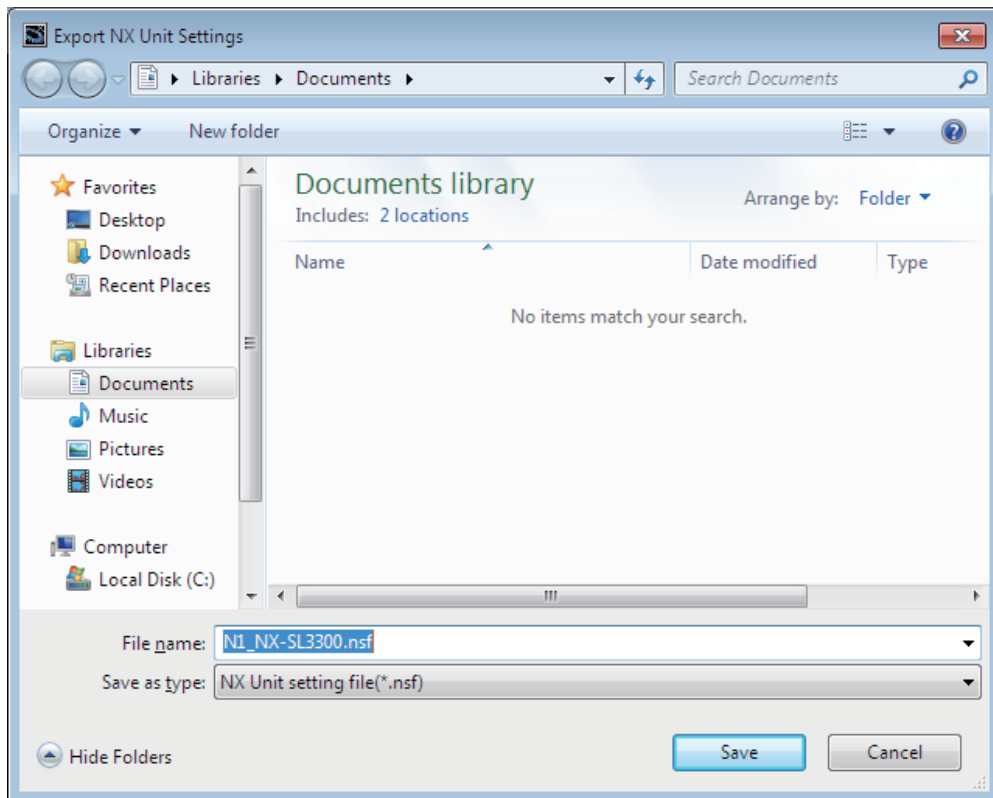 Export NX Unit Settings
Libraries Documents
Search Documents
Organize New folder
Favorites
Desktop
Downloads
Recent Places
Libraries
Documents
Music
Pictures
Videos
Computer
Local Disk (C:)
Documents library
Includes: 2 locations
Arrange by: Folder
Name Date modified Type
No items match your search.
File name: N1_NX-SL3300.nsf
Save as type: NX Unit setting file(*.nsf)
Hide Folders
Save Cancel